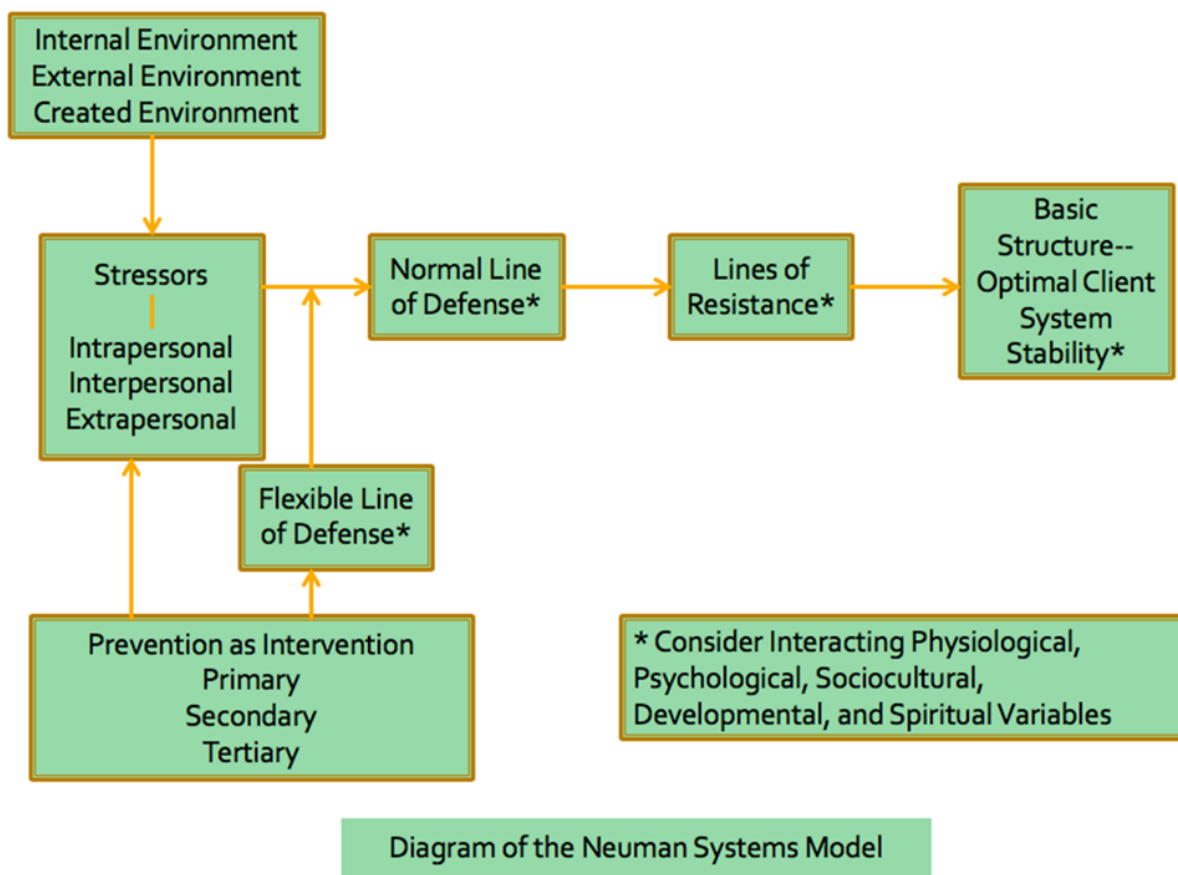 Internal Environment
External Environment
Created Environment
Stressors
Intrapersonal
Interpersonal
Extrapersonal
Normal Line
of Defense*
Lines of
Resistance*
Basic
Structure--
Optimal Client
System
Stability*
Flexible Line
of Defense*
Prevention as Intervention
Primary
Secondary
Tertiary
* Consider Interacting Physiological,
Psychological, Sociocultural,
Developmental, and Spiritual Variables
Diagram of the Neuman Systems Model